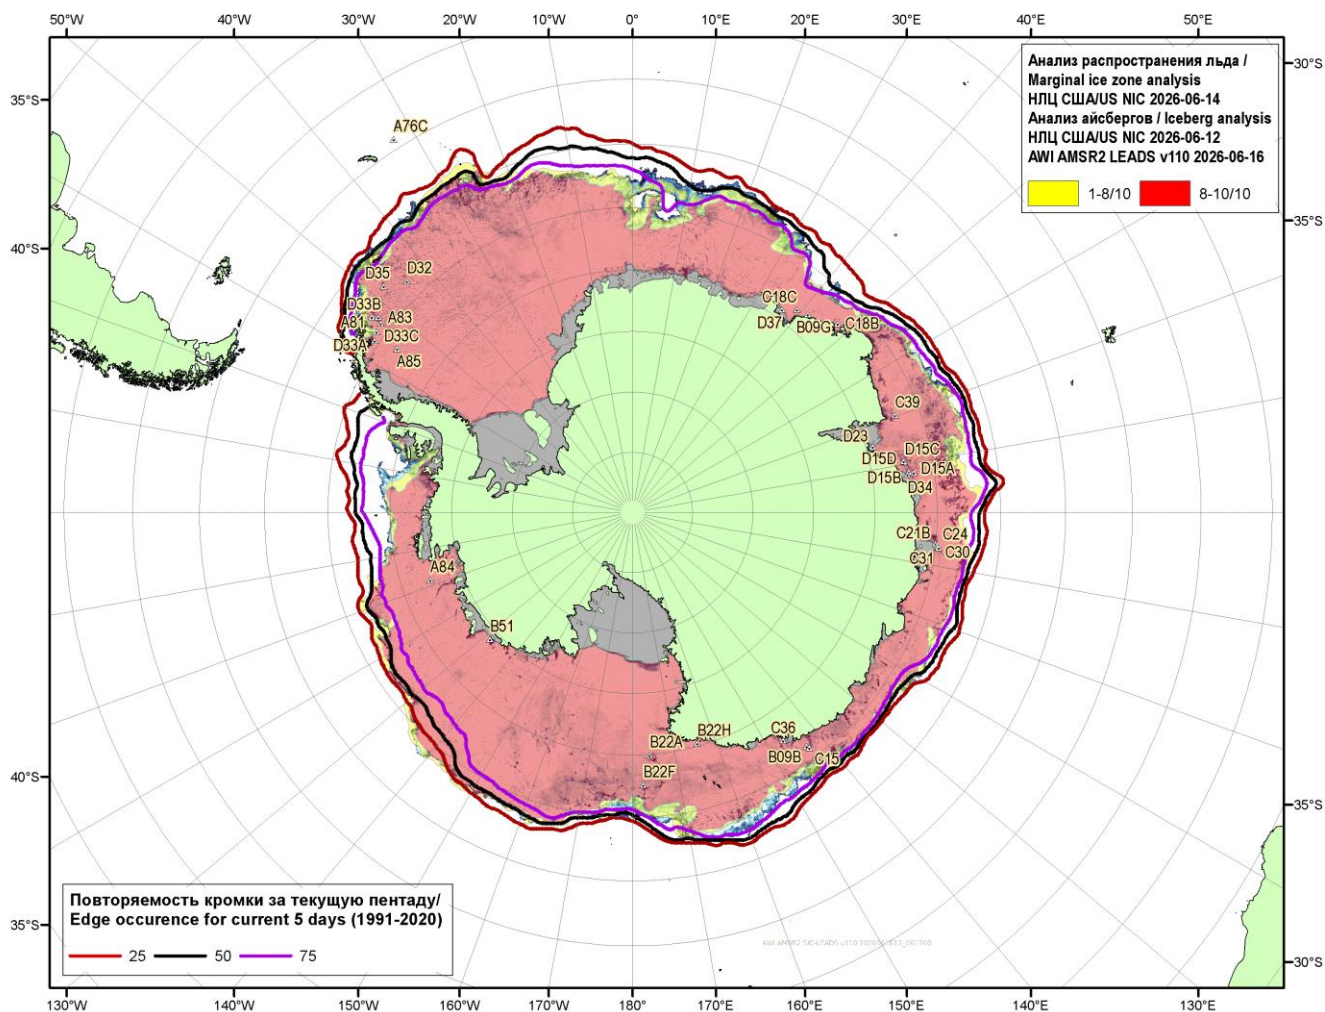 50°W 40°W 30°W 20°W 10°W 0° 10°E 20°E 30°E 40°E 50°E
Анализ распространения льда /
Marginal ice zone analysis
НЛЦ США/US NIC 2026-06-14
Анализ айсбергов / Iceberg analysis
НЛЦ США/US NIC 2026-06-12
AWI AMSR2 LEADS v110 2026-06-16
1-8/10 8-10/10
30°S
35°S
A76C
35°S
40°S
D35 D32
D33B
A81 A83
D33A D33C
A85
C18C
D37 B09G C18B
C39
D23
D15C
D15D D15A
D15B D34
C21B C24
C31 C30
A84
B51
B22H C36
B22A
B09B C15
B22F
40°S
35°S
35°S
30°S
Повторяемость кромки за текущую пентаду/
Edge occurence for current 5 days (1991-2020)
25 50 75
130°W 140°W 150°W 160°W 170°W 180° 170°E 160°E 150°E 140°E 130°E